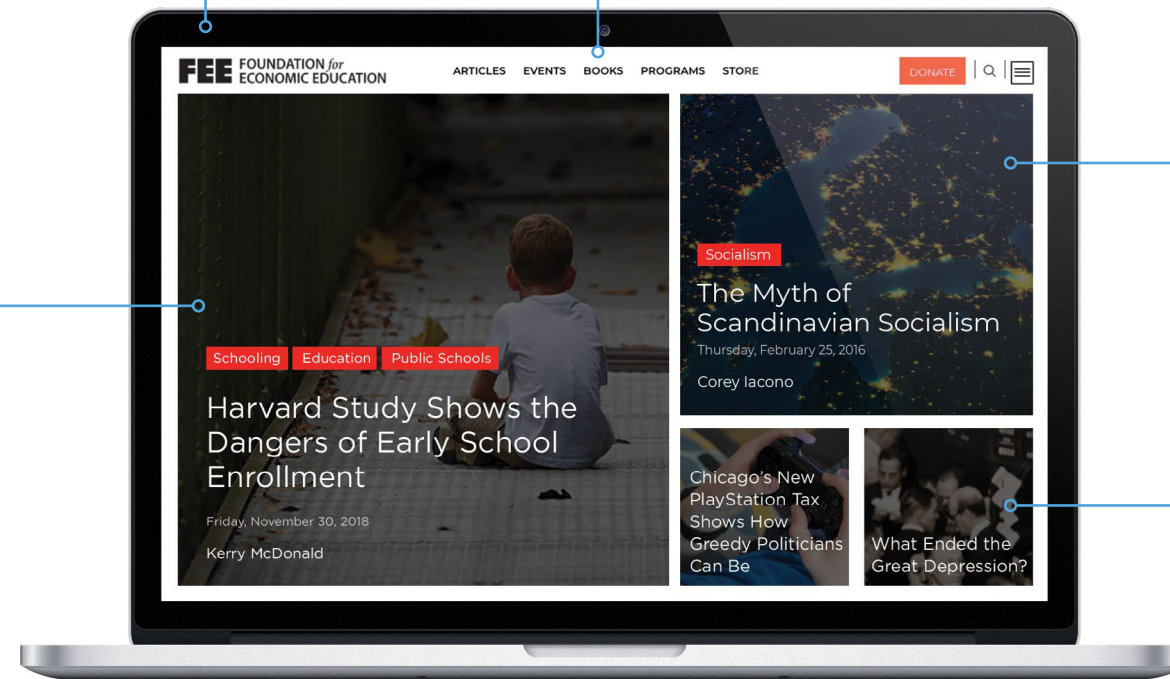 FEE FOUNDATION for
ECONOMIC EDUCATION
ARTICLES EVENTS BOOKS PROGRAMS STORE
DONATE
Schooling Education Public Schools
Harvard Study Shows the
Dangers of Early School
Enrollment
Friday, November 30, 2018
Kerry McDonald
Socialism
The Myth of
Scandinavian Socialism
Thursday, February 25, 2016
Corey Iacono
Chicago's New
PlayStation Tax
Shows How
Greedy Politicians
Can Be
What Ended the
Great Depression?